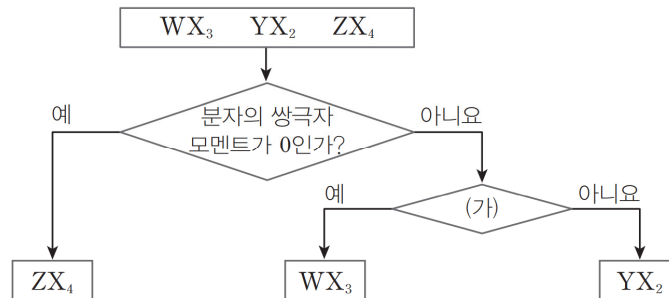 WX₃ YX₂ ZX₄
예
분자의 쌍극자
모멘트가 0인가?
아니요
예
(가)
아니요
ZX₄
WX₃
YX₂